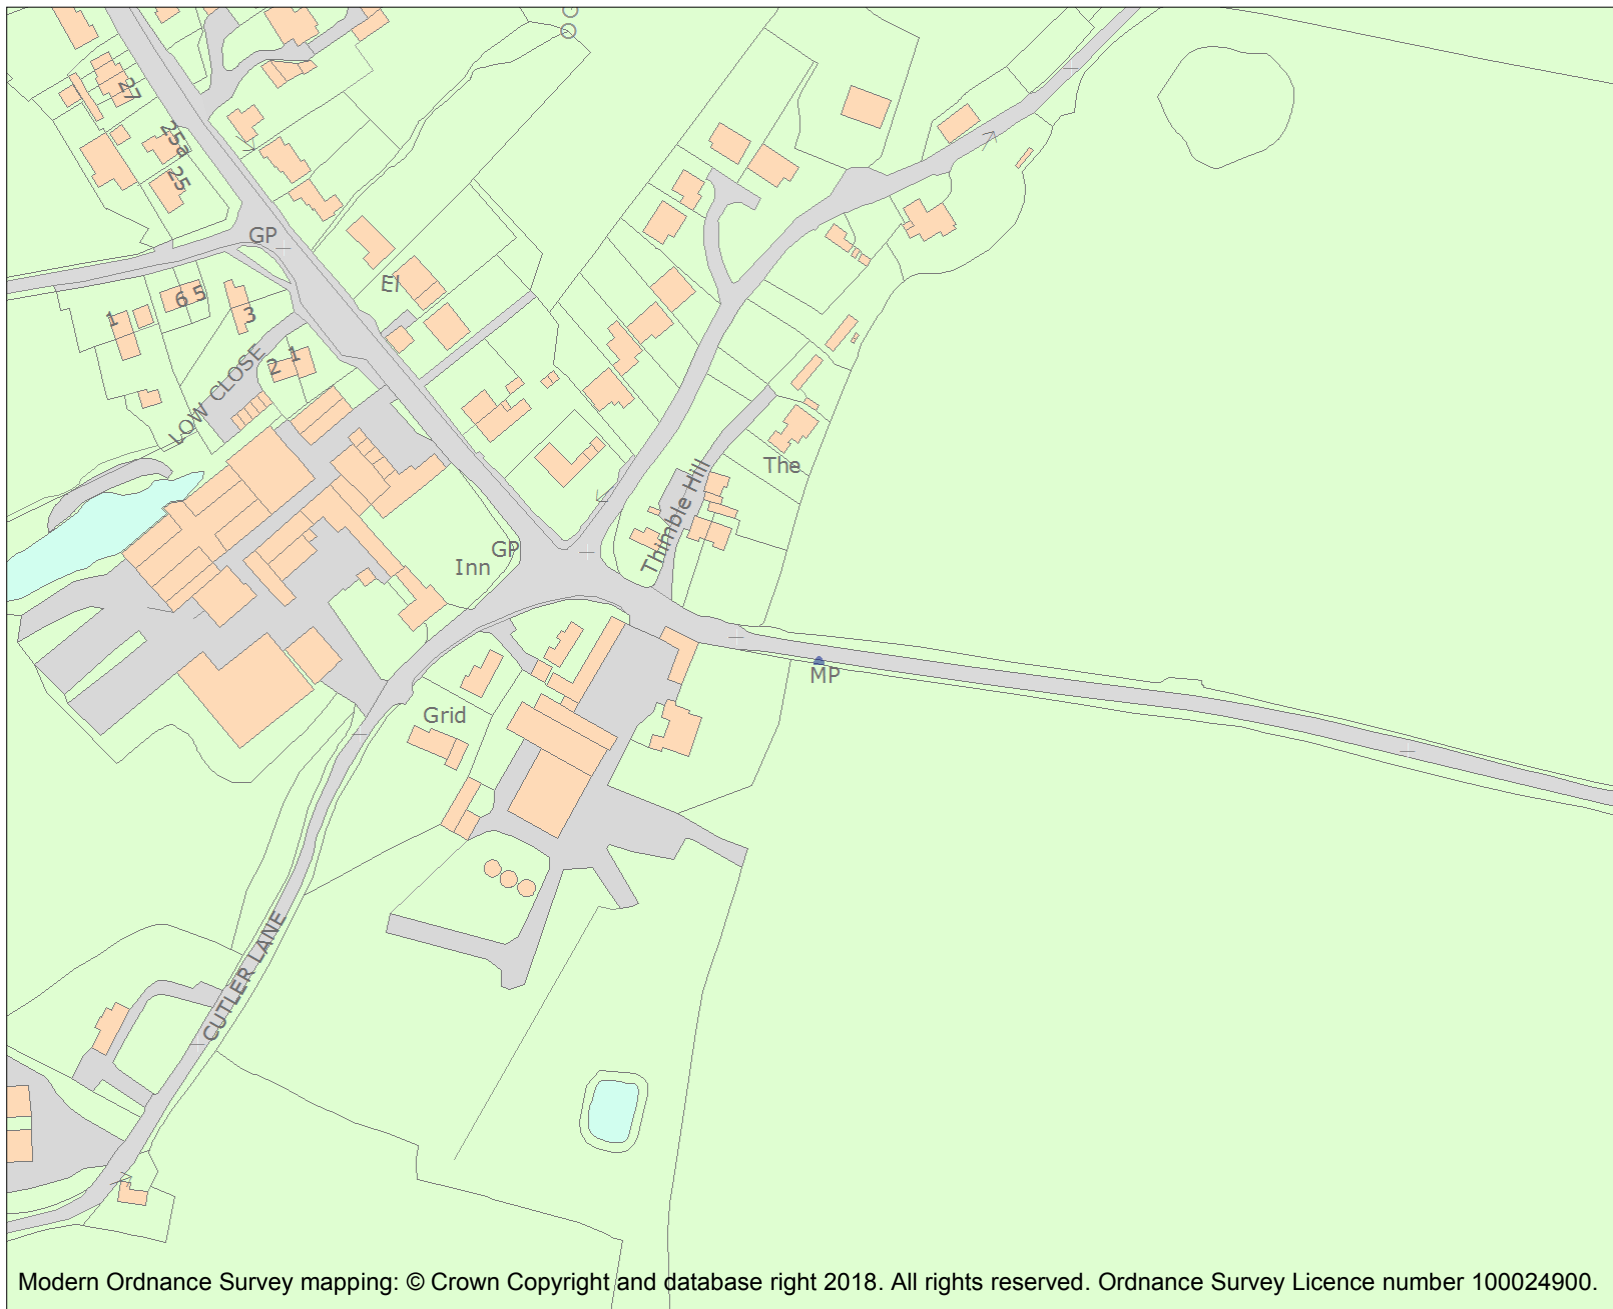 G
27
25a
25
GP
El
6 5
1
3
2 1
LOW CLOSE
The
Thimble Hill
GP
Inn
MP
Grid
CUTLER LANE
Modern Ordnance Survey mapping: © Crown Copyright and database right 2018. All rights reserved. Ordnance Survey Licence number 100024900.